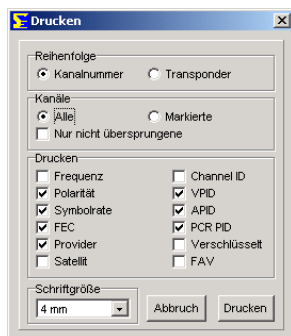 Drucken
Reihenfolge
Kanalnummer Transponder
Kanäle
Alle Markierte
Nur nicht übersprungene
Drucken
Frequenz Channel ID
Polarität VPID
Symbolrate APID
FEC PCR PID
Provider Verschlüsselt
Satellit FAV
Schriftgröße
4 mm Abbruch Drucken